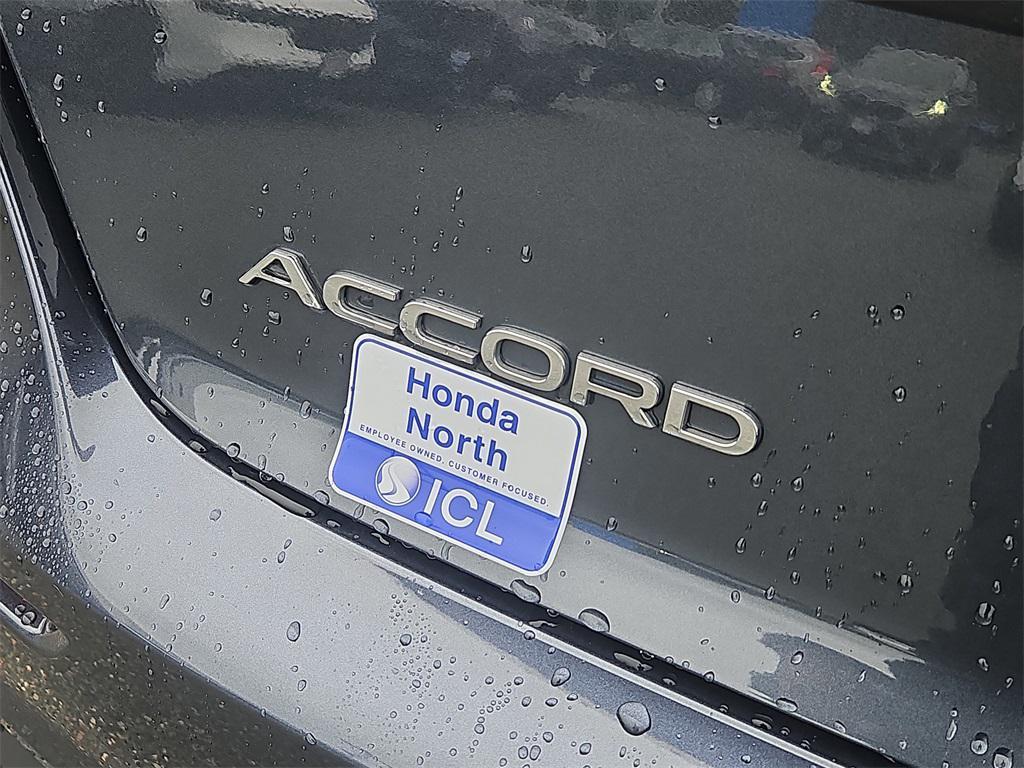 ACCORD
Honda
North
EMPLOYEE OWNED. CUSTOMER FOCUSED.
ICL